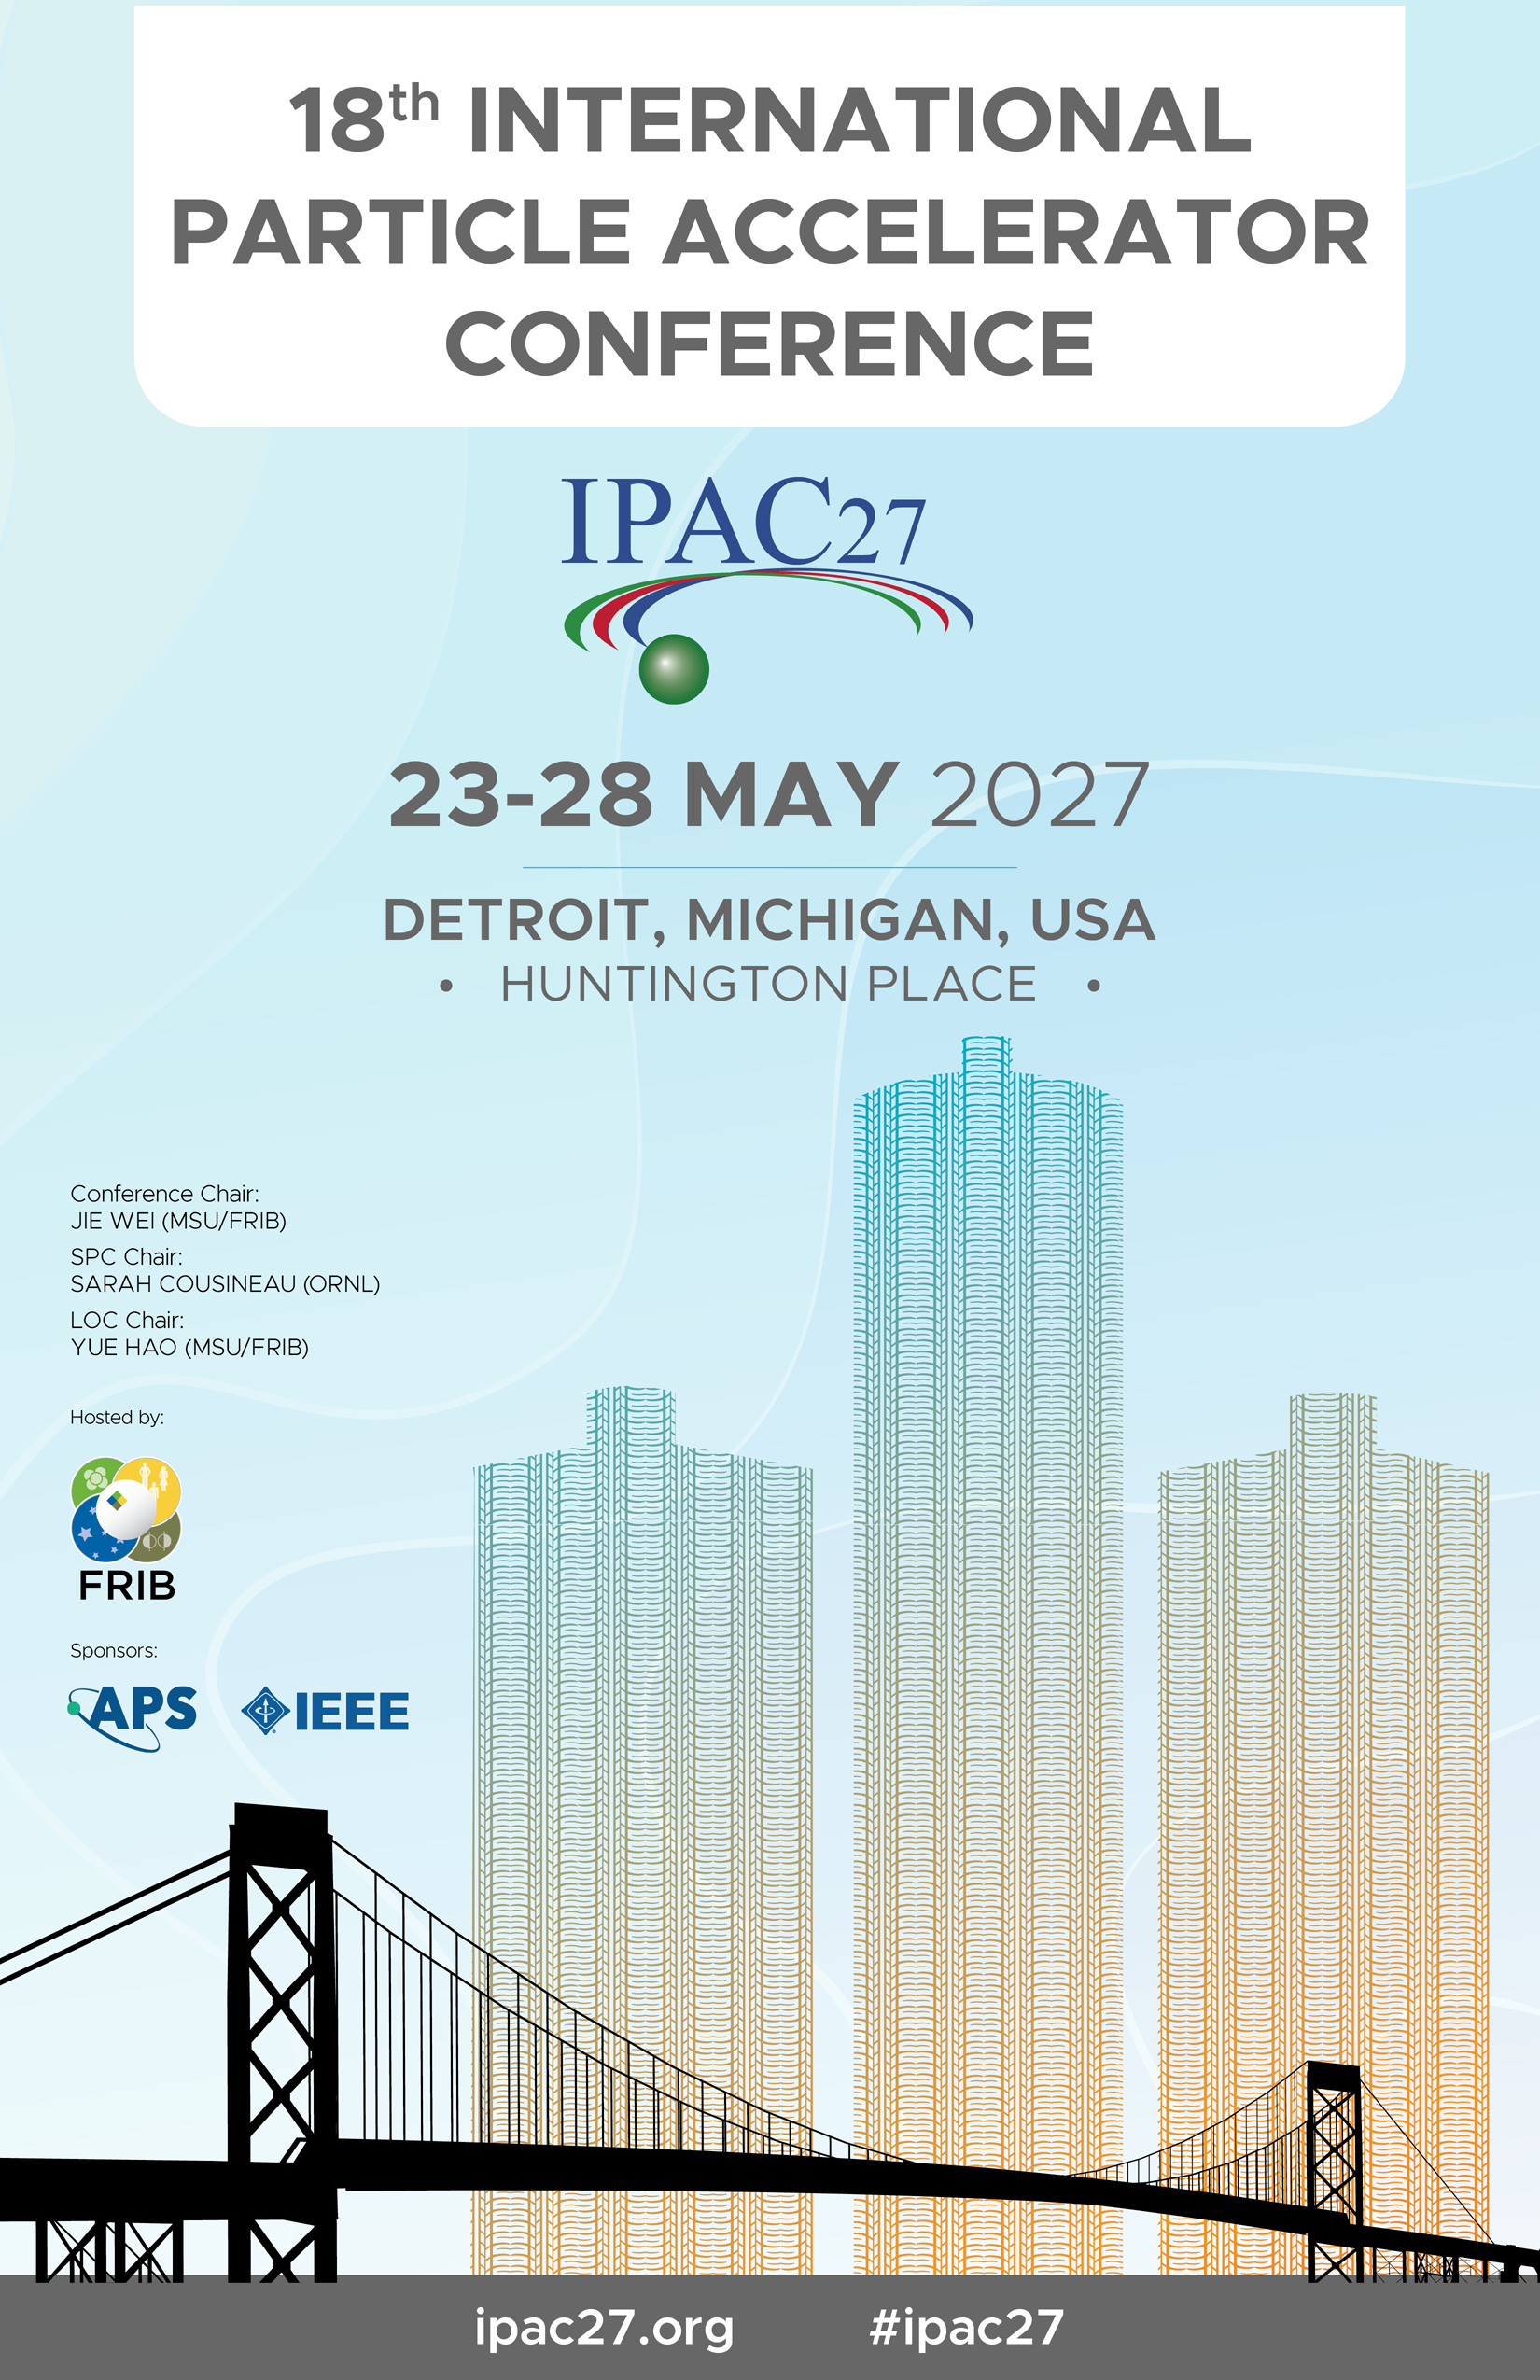 18th INTERNATIONAL
PARTICLE ACCELERATOR
CONFERENCE
IPAC27
23-28 MAY 2027
DETROIT, MICHIGAN, USA
• HUNTINGTON PLACE •
Conference Chair:
JIE WEI (MSU/FRIB)
SPC Chair:
SARAH COUSINEAU (ORNL)
LOC Chair:
YUE HAO (MSU/FRIB)
Hosted by:
FRIB
Sponsors:
APS IEEE
ipac27.org #ipac27